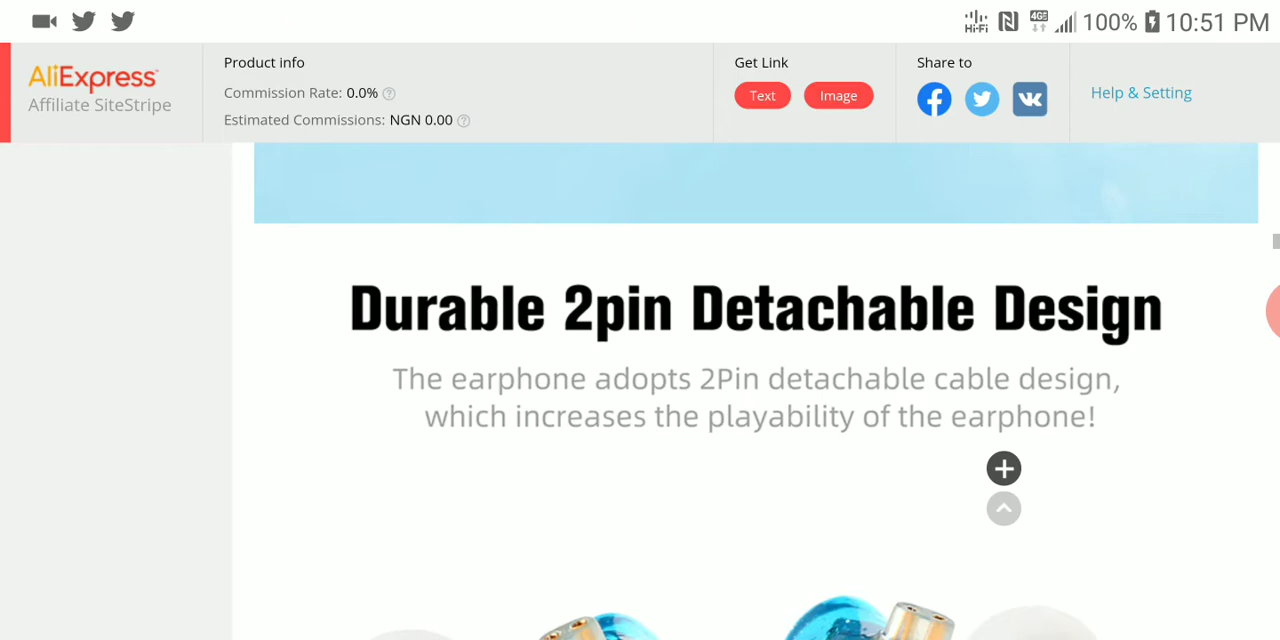 Hi-Fi 4GE 100% 10:51 PM
AliExpress
Affiliate SiteStripe
Product info
Commission Rate: 0.0%
Estimated Commissions: NGN 0.00
Get Link
Text Image
Share to
Help & Setting
Durable 2pin Detachable Design
The earphone adopts 2Pin detachable cable design,
which increases the playability of the earphone!